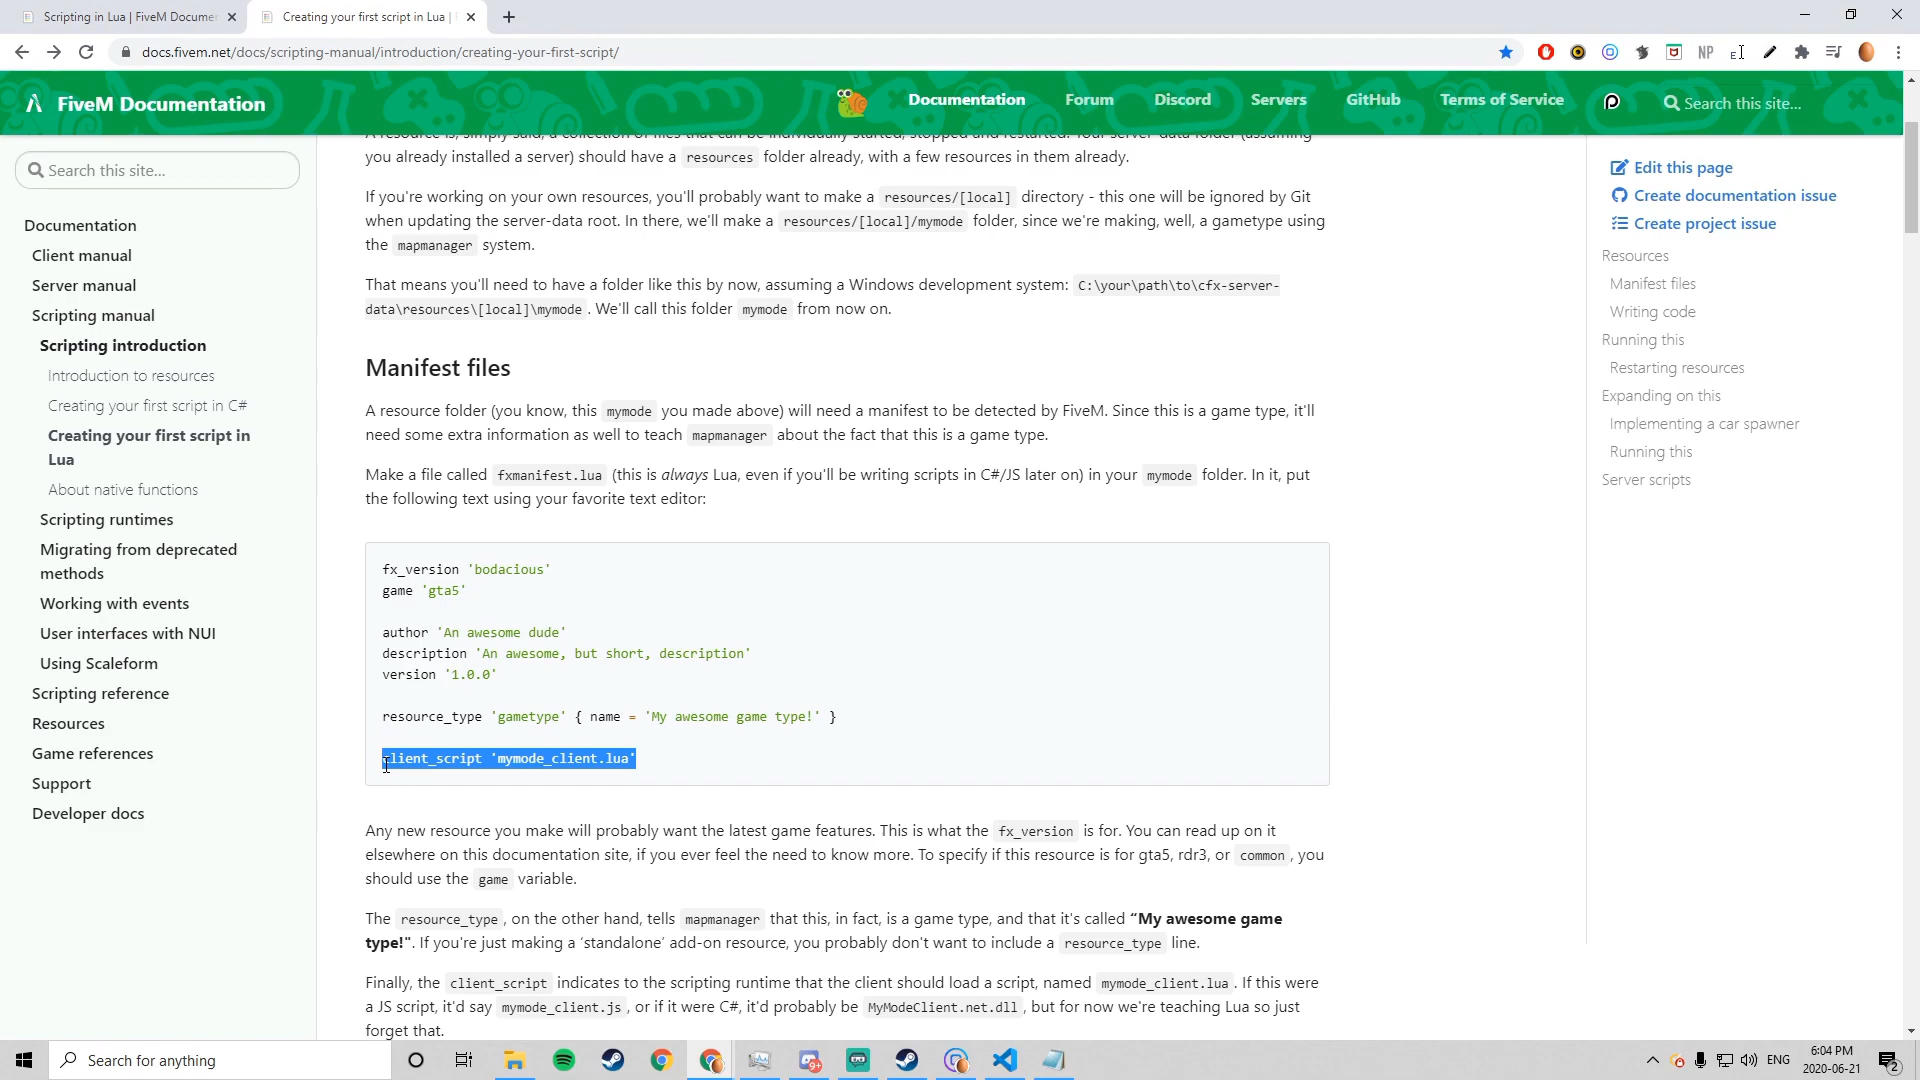 Scripting in Lua | FiveM Documen
Creating your first script in Lua |
docs.fivem.net/docs/scripting-manual/introduction/creating-your-first-script/
NP
FiveM Documentation
Documentation
Forum
Discord
Servers
GitHub
Terms of Service
Search this site...
Search this site...
Documentation
Client manual
Server manual
Scripting manual
Scripting introduction
Introduction to resources
Creating your first script in C#
Creating your first script in
Lua
About native functions
Scripting runtimes
Migrating from deprecated
methods
Working with events
User interfaces with NUI
Using Scaleform
Scripting reference
Resources
Game references
Support
Developer docs
A resource is, simply said, a collection of files that can be individually started, stopped and restarted. Your server-data folder (assuming
you already installed a server) should have a resources folder already, with a few resources in them already.
If you're working on your own resources, you'll probably want to make a resources/[local] directory - this one will be ignored by Git
when updating the server-data root. In there, we'll make a resources/[local]/mymode folder, since we're making, well, a gametype using
the mapmanager system.
That means you'll need to have a folder like this by now, assuming a Windows development system: C:\your\path\to\cfx-server-
data\resources\[local]\mymode . We'll call this folder mymode from now on.
Manifest files
A resource folder (you know, this mymode you made above) will need a manifest to be detected by FiveM. Since this is a game type, it'll
need some extra information as well to teach mapmanager about the fact that this is a game type.
Make a file called fxmanifest.lua (this is always Lua, even if you'll be writing scripts in C#/JS later on) in your mymode folder. In it, put
the following text using your favorite text editor:
fx_version 'bodacious'
game 'gta5'
author 'An awesome dude'
description 'An awesome, but short, description'
version '1.0.0'
resource_type 'gametype' { name = 'My awesome game type!' }
client_script 'mymode_client.lua'
Any new resource you make will probably want the latest game features. This is what the fx_version is for. You can read up on it
elsewhere on this documentation site, if you ever feel the need to know more. To specify if this resource is for gta5, rdr3, or common , you
should use the game variable.
The resource_type , on the other hand, tells mapmanager that this, in fact, is a game type, and that it's called “My awesome game
type!". If you're just making a ‘standalone’ add-on resource, you probably don't want to include a resource_type line.
Finally, the client_script indicates to the scripting runtime that the client should load a script, named mymode_client.lua . If this were
a JS script, it'd say mymode_client.js , or if it were C#, it'd probably be MyModeClient.net.dll , but for now we're teaching Lua so just
forget that.
Edit this page
Create documentation issue
Create project issue
Resources
Manifest files
Writing code
Running this
Restarting resources
Expanding on this
Implementing a car spawner
Running this
Server scripts
Search for anything
ENG
6:04 PM
2020-06-21
2